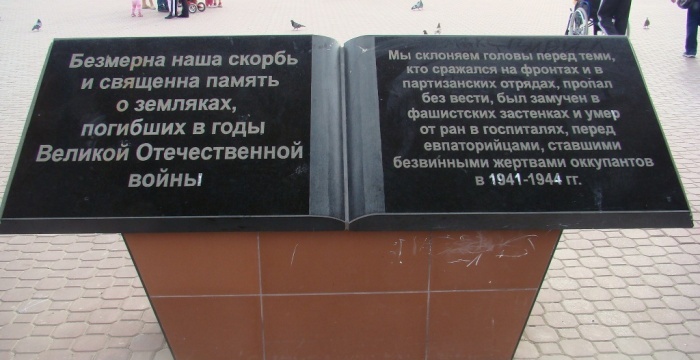 Безмерна наша скорбь
и священна память
о земляках,
погибших в годы
Великой Отечественной
войны
Мы склоняем головы перед теми,
кто сражался на фронтах и в
партизанских отрядах, пропал
без вести, был замучен в
фашистских застенках и умер
от ран в госпиталях, перед
евпаторийцами, ставшими
безвинными жертвами оккупантов
в 1941-1944 гг.